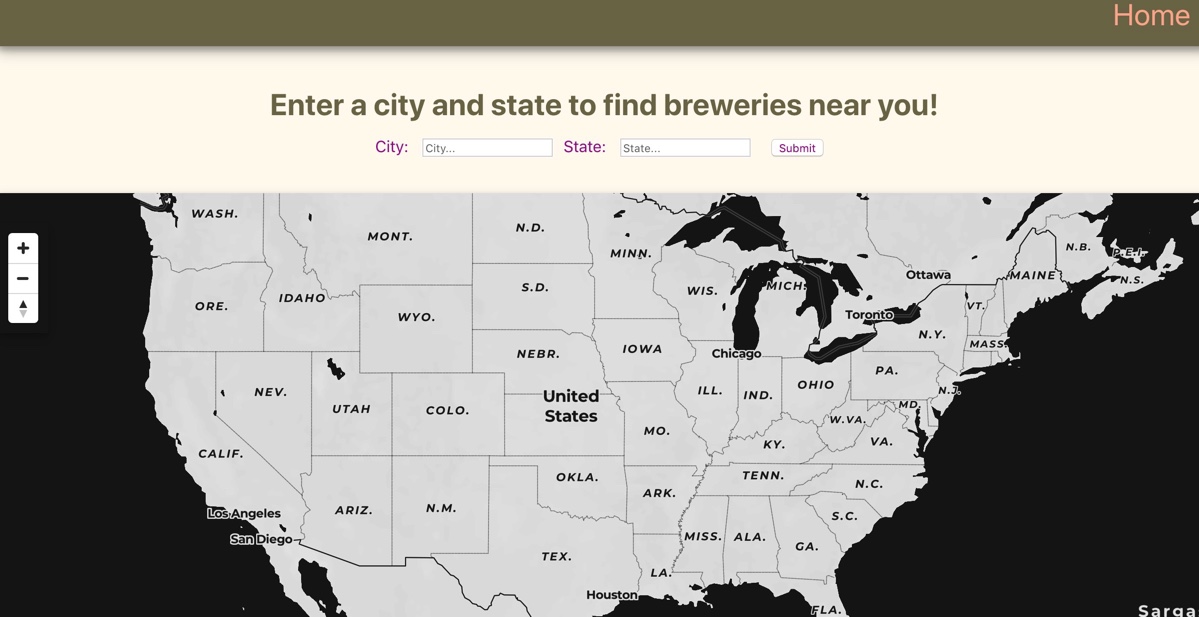 Home
Enter a city and state to find breweries near you!
City: City... State: State... Submit
WASH.
MONT.
N.D.
MINN.
N.B.
P.E.I.
ORE.
IDAHO
S.D.
WIS.
MICH.
Ottawa
MAINE
N.S.
WYO.
Toronto
VT.
N.Y.
MASS.
NEBR.
IOWA
Chicago
PA.
NEV.
UTAH
COLO.
United
States
ILL.
IND.
OHIO
N.J.
MD.
W.VA.
VA.
MO.
KY.
CALIF.
OKLA.
TENN.
N.C.
ARK.
ARIZ.
N.M.
Los Angeles
San Diego
S.C.
MISS.
ALA.
GA.
TEX.
LA.
Houston
FLA.
Sarga